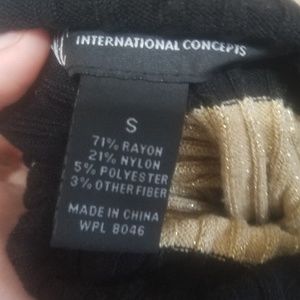 INTERNATIONAL CONCEPTS
S
71% RAYON
21% NYLON
5% POLYESTER
3% OTHER FIBER
MADE IN CHINA
WPL 8046